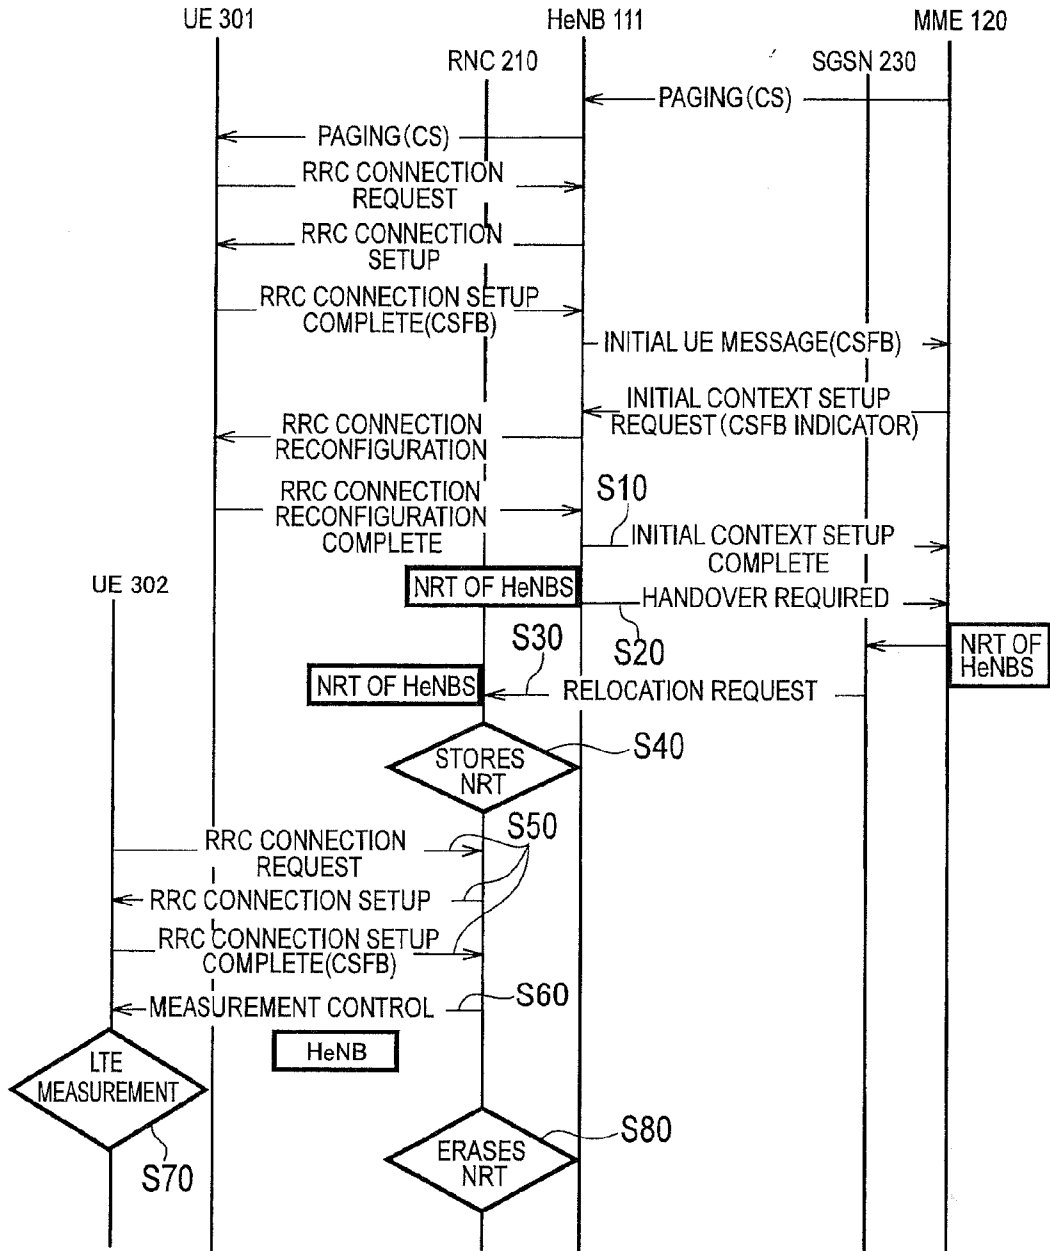 UE 301
HeNB 111
MME 120
RNC 210
SGSN 230
PAGING(CS)
PAGING(CS)
RRC CONNECTION
REQUEST
RRC CONNECTION
SETUP
RRC CONNECTION SETUP
COMPLETE(CSFB)
INITIAL UE MESSAGE(CSFB)
INITIAL CONTEXT SETUP
REQUEST(CSFB INDICATOR)
RRC CONNECTION
RECONFIGURATION
RRC CONNECTION
RECONFIGURATION
COMPLETE
S10
INITIAL CONTEXT SETUP
COMPLETE
UE 302
NRT OF HeNBS
HANDOVER REQUIRED
S20
S30
NRT OF
HeNBS
NRT OF HeNBS
RELOCATION REQUEST
S40
STORES
NRT
S50
RRC CONNECTION
REQUEST
RRC CONNECTION SETUP
RRC CONNECTION SETUP
COMPLETE(CSFB)
S60
MEASUREMENT CONTROL
HeNB
LTE
MEASUREMENT
S70
S80
ERASES
NRT